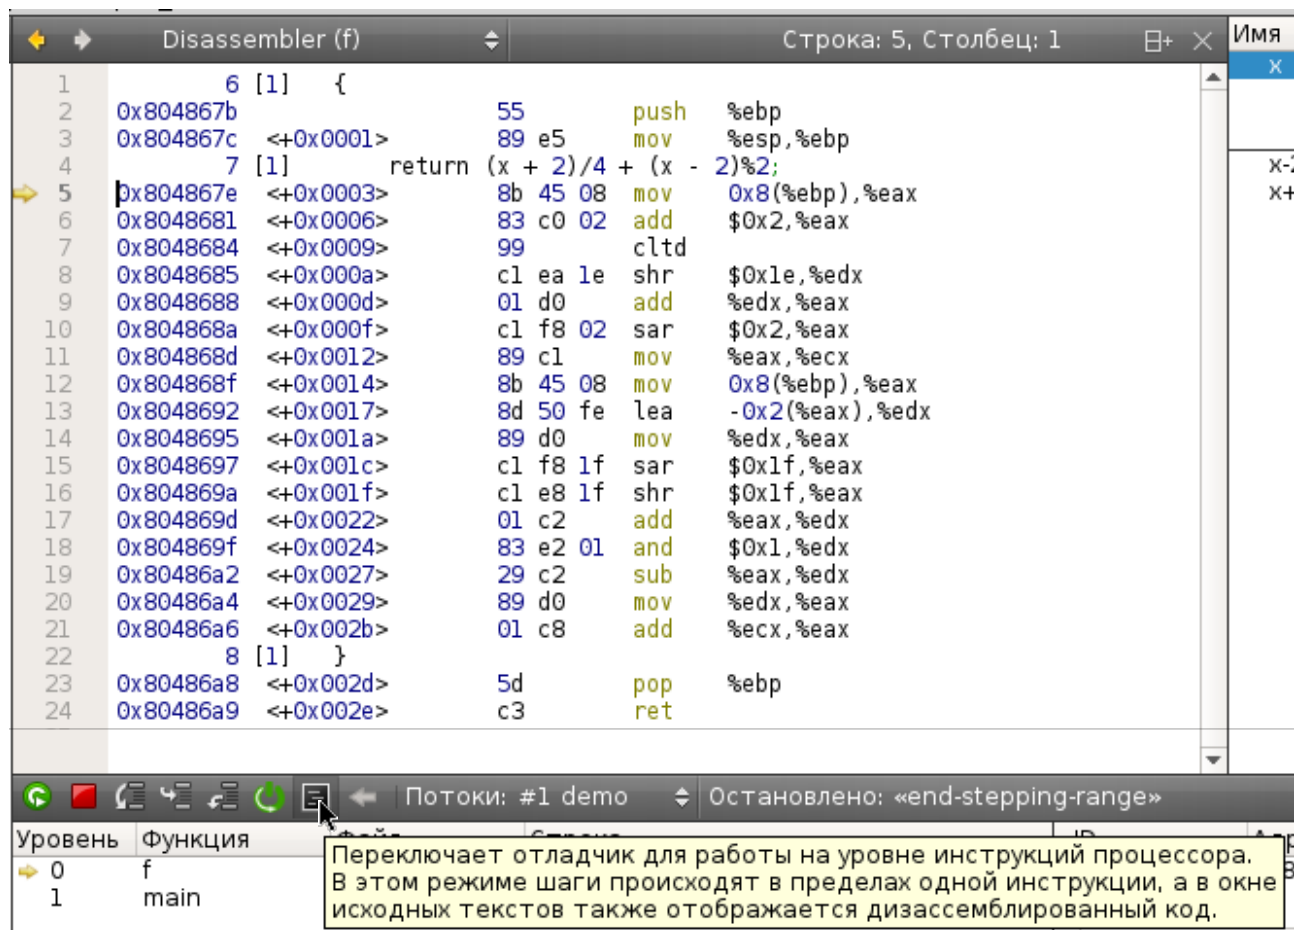 Disassembler (f) Строка: 5, Столбец: 1 Имя
x
1 6 [1] {
2 0x804867b 55 push %ebp
3 0x804867c <+0x0001> 89 e5 mov %esp,%ebp
4 7 [1] return (x + 2)/4 + (x - 2)%2; x-2
5 0x804867e <+0x0003> 8b 45 08 mov 0x8(%ebp),%eax x+
6 0x8048681 <+0x0006> 83 c0 02 add $0x2,%eax
7 0x8048684 <+0x0009> 99 cltd
8 0x8048685 <+0x000a> c1 ea 1e shr $0x1e,%edx
9 0x8048688 <+0x000d> 01 d0 add %edx,%eax
10 0x804868a <+0x000f> c1 f8 02 sar $0x2,%eax
11 0x804868d <+0x0012> 89 c1 mov %eax,%ecx
12 0x804868f <+0x0014> 8b 45 08 mov 0x8(%ebp),%eax
13 0x8048692 <+0x0017> 8d 50 fe lea -0x2(%eax),%edx
14 0x8048695 <+0x001a> 89 d0 mov %edx,%eax
15 0x8048697 <+0x001c> c1 f8 1f sar $0x1f,%eax
16 0x804869a <+0x001f> c1 e8 1f shr $0x1f,%eax
17 0x804869d <+0x0022> 01 c2 add %eax,%edx
18 0x804869f <+0x0024> 83 e2 01 and $0x1,%edx
19 0x80486a2 <+0x0027> 29 c2 sub %eax,%edx
20 0x80486a4 <+0x0029> 89 d0 mov %edx,%eax
21 0x80486a6 <+0x002b> 01 c8 add %ecx,%eax
22 8 [1] }
23 0x80486a8 <+0x002d> 5d pop %ebp
24 0x80486a9 <+0x002e> c3 ret
Потоки: #1 demo Остановлено: «end-stepping-range»
Уровень Функция
0 f
1 main
Переключает отладчик для работы на уровне инструкций процессора.
В этом режиме шаги происходят в пределах одной инструкции, а в окне
исходных текстов также отображается дизассемблированный код.